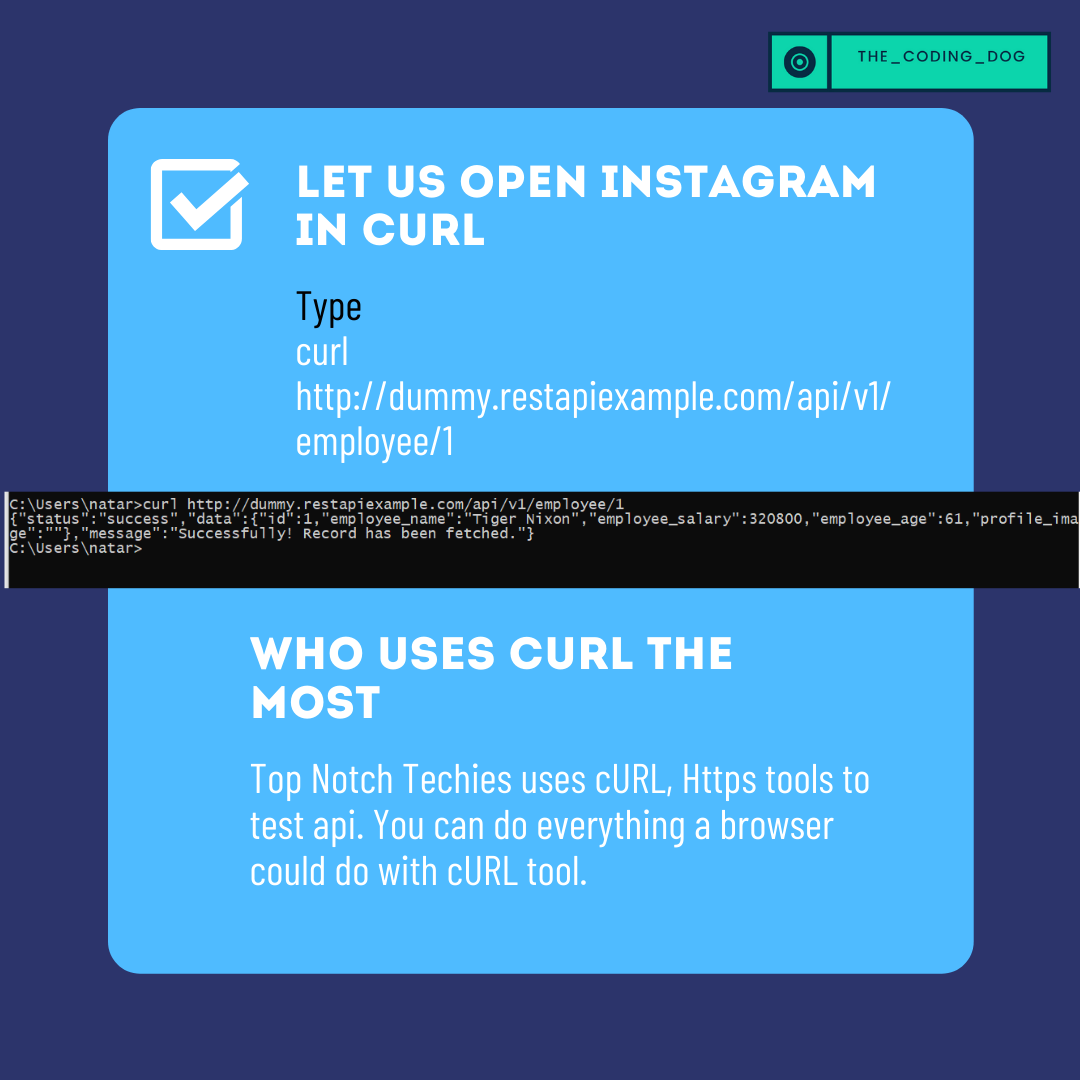 THE_CODING_DOG
LET US OPEN INSTAGRAM
IN CURL
Type
curl
http://dummy.restapiexample.com/api/v1/
employee/1
C:\Users\natar>curl http://dummy.restapiexample.com/api/v1/employee/1
{"status":"success","data":{"id":1,"employee_name":"Tiger Nixon","employee_salary":320800,"employee_age":61,"profile_ima
ge":""},"message":"Successfully! Record has been fetched."}
C:\Users\natar>
WHO USES CURL THE
MOST
Top Notch Techies uses cURL, Https tools to
test api. You can do everything a browser
could do with cURL tool.